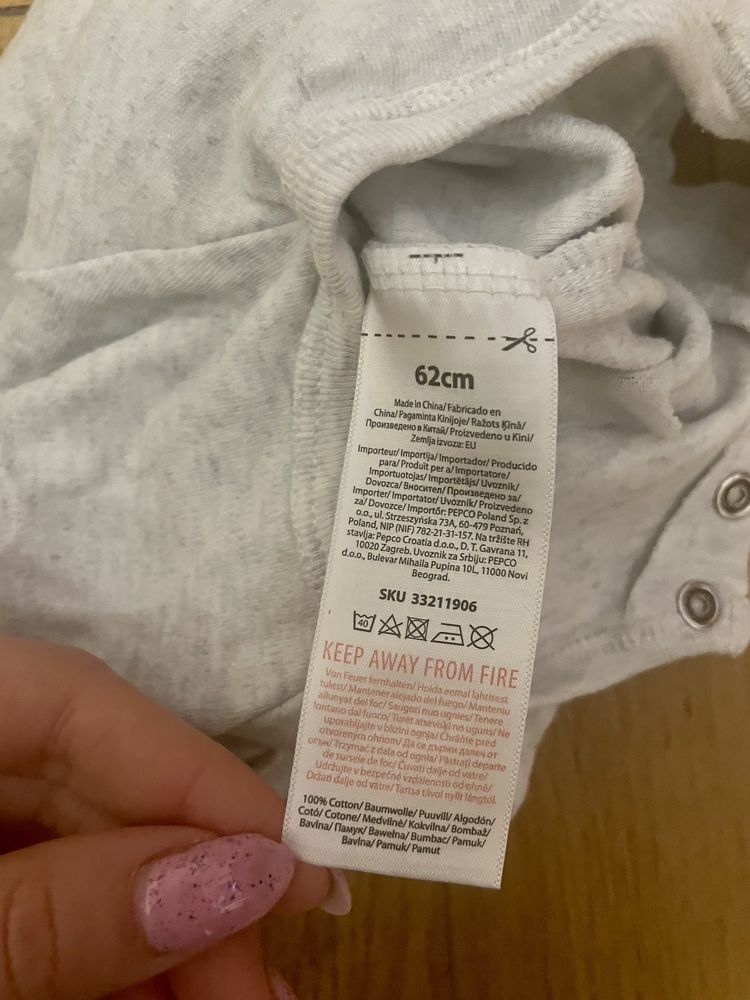 62cm
Made in China/ Fabricado en
China/ Pagaminta Kinijoje/ Ražots Ķīnā/
Произведено в Китай/ Proizvedeno u Kini/
Zemlja izvoza: EU
Importeur/ Importija/ Importador/ Producido
para/ Produit per a/ Importatore/
Importuotojas/ Importētājs/ Uvoznik/
Dovozca/ Вносител/ Произведено за/
Importer/ Importator/ Uvoznik/ Proizvedeno
za/ Dovozce/ Importőr: PEPCO Poland Sp. z
o.o., ul. Strzeszyńska 73A, 60-479 Poznań,
Poland, NIP (NIF) 782-21-31-157. Na tržište RH
stavlja: Pepco Croatia d.o.o., D. T. Gavrana 11,
10020 Zagreb. Uvoznik za Srbiju: PEPCO
d.o.o., Bulevar Mihaila Pupina 10L, 11000 Novi
Beograd.
SKU 33211906
40
KEEP AWAY FROM FIRE
Von Feuer fernhalten/ Hoida eemal lahtisest
tulest/ Mantener alejado del fuego/ Manteniu
allunyat del foc/ Saugoti nuo ugnies/ Tenere
lontano dal fuoco/ Turēt atsevišķi no uguns/ Ne
uporabljajte v bližini ognja/ Chráňte pred
otvoreným ohňom/ Да се държи далеч от
огън/ Trzymać z dala od ognia/ Păstrați departe
de sursele de foc/ Čuvati dalje od vatre/
Udržujte v bezpečné vzdálenosti od ohně/
Držati dalje od vatre/ Tartsa távol nyílt lángtól.
100% Cotton/ Baumwolle/ Puuvill/ Algodón/
Cotó/ Cotone/ Medvilnė/ Kokvilna/ Bombaž/
Bavlna/ Памук/ Bawełna/ Bumbac/ Pamuk/
Bavlna/ Pamuk/ Pamut